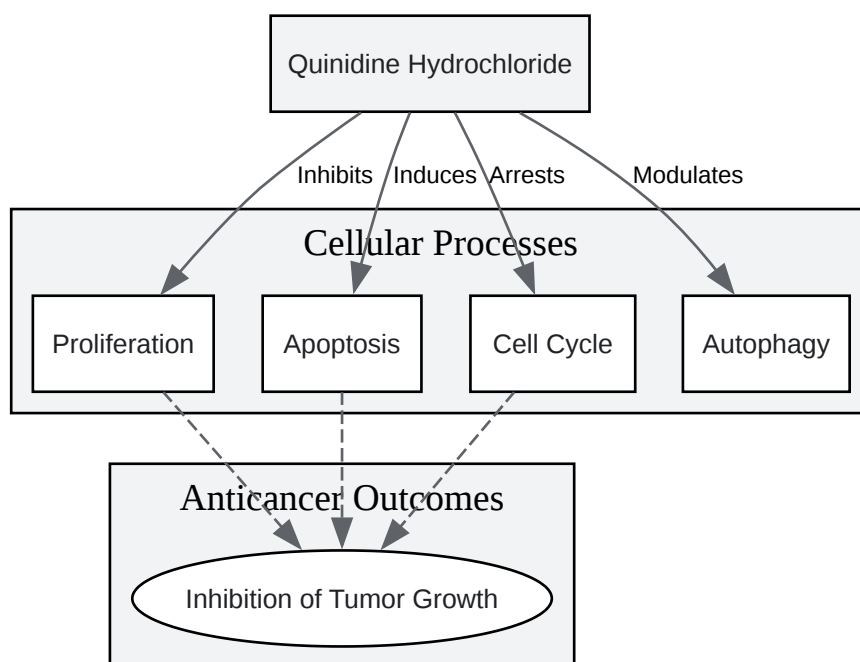 Quinidine Hydrochloride
Inhibits Induces Arrests Modulates
Cellular Processes
Proliferation Apoptosis Cell Cycle Autophagy
Anticancer Outcomes
Inhibition of Tumor Growth